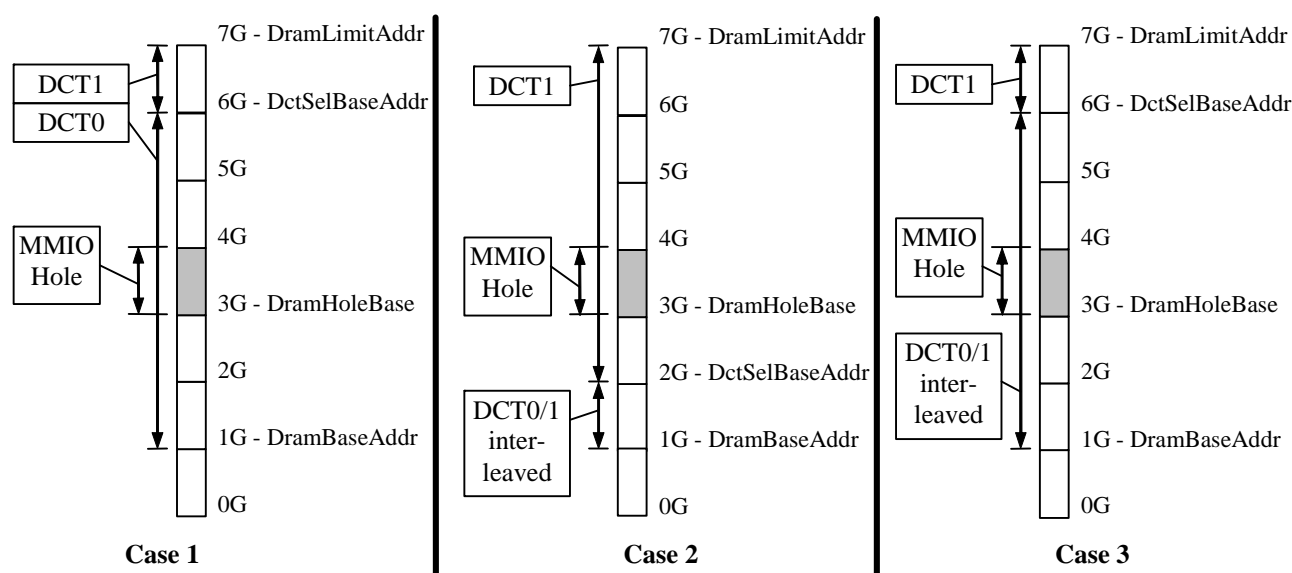 7G - DramLimitAddr
DCT1
6G - DctSelBaseAddr
DCT0
5G
4G
MMIO
Hole
3G - DramHoleBase
2G
1G - DramBaseAddr
0G
Case 1
7G - DramLimitAddr
DCT1
6G
5G
4G
MMIO
Hole
3G - DramHoleBase
2G - DctSelBaseAddr
DCT0/1
inter-
leaved
1G - DramBaseAddr
0G
Case 2
7G - DramLimitAddr
DCT1
6G - DctSelBaseAddr
5G
4G
MMIO
Hole
3G - DramHoleBase
DCT0/1
inter-
leaved
2G
1G - DramBaseAddr
0G
Case 3